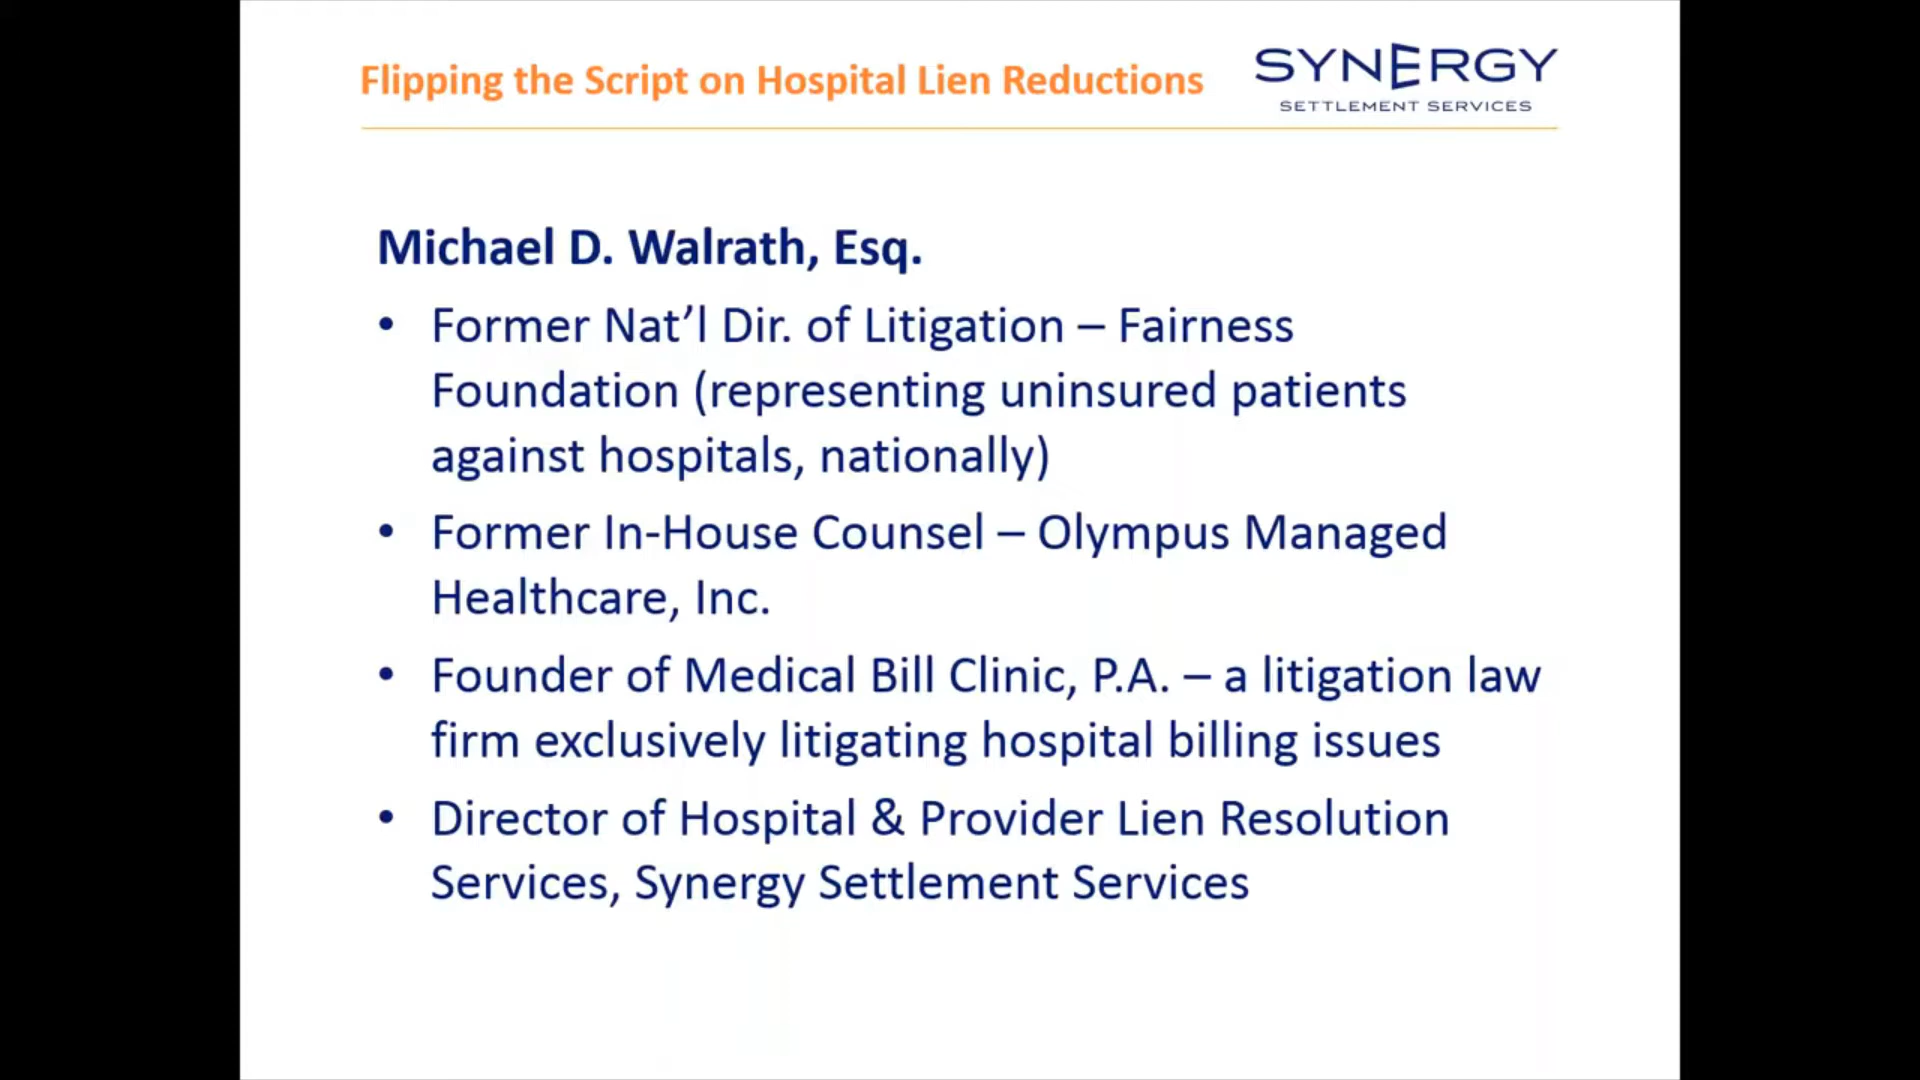 Flipping the Script on Hospital Lien Reductions
SYNERGY
SETTLEMENT SERVICES
Michael D. Walrath, Esq.
• Former Nat’l Dir. of Litigation – Fairness
Foundation (representing uninsured patients
against hospitals, nationally)
• Former In-House Counsel – Olympus Managed
Healthcare, Inc.
• Founder of Medical Bill Clinic, P.A. – a litigation law
firm exclusively litigating hospital billing issues
• Director of Hospital & Provider Lien Resolution
Services, Synergy Settlement Services